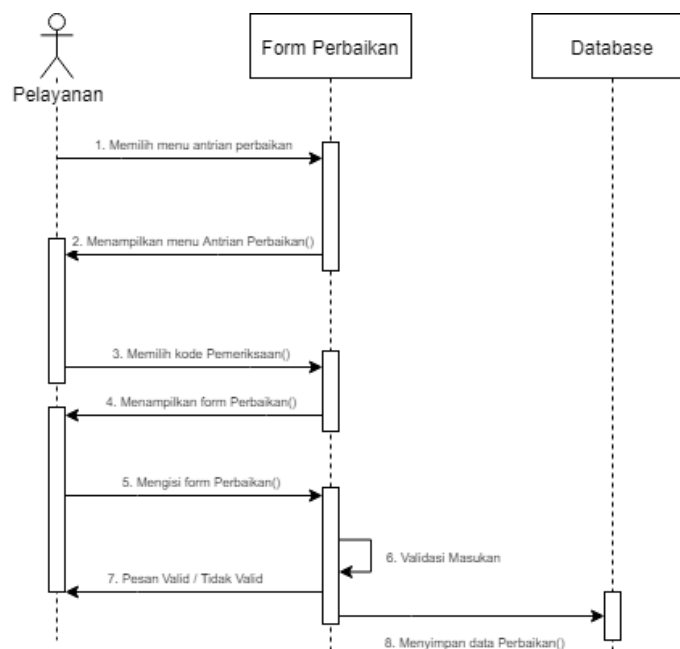 Pelayanan
Form Perbaikan
Database
1. Memilih menu antrian perbaikan
2. Menampilkan menu Antrian Perbaikan()
3. Memilih kode Pemeriksaan()
4. Menampilkan form Perbaikan()
5. Mengisi form Perbaikan()
6. Validasi Masukan
7. Pesan Valid / Tidak Valid
8. Menyimpan data Perbaikan()